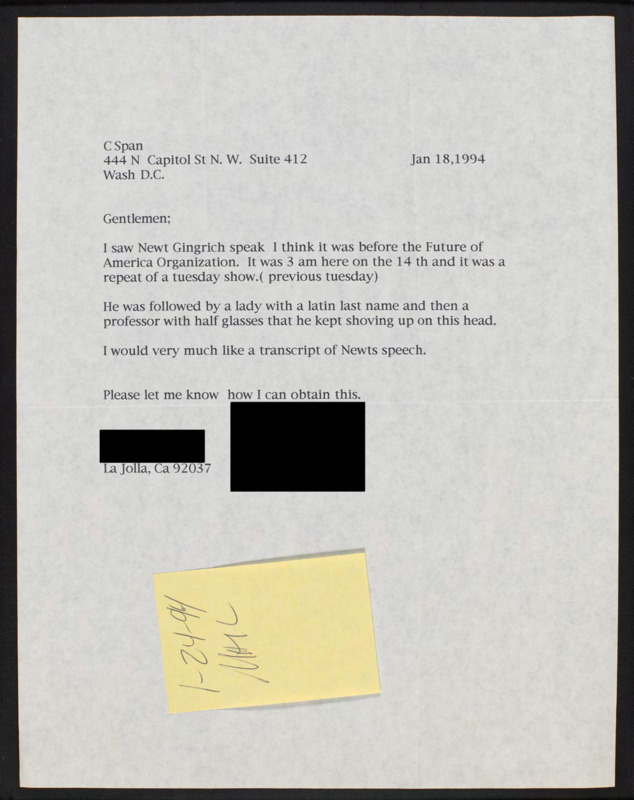 C Span
444 N Capitol St N. W. Suite 412 Jan 18,1994
Wash D.C.
Gentlemen;
I saw Newt Gingrich speak I think it was before the Future of
America Organization. It was 3 am here on the 14 th and it was a
repeat of a tuesday show.( previous tuesday)
He was followed by a lady with a latin last name and then a
professor with half glasses that he kept shoving up on this head.
I would very much like a transcript of Newts speech.
Please let me know how I can obtain this.
La Jolla, Ca 92037
1-24-94